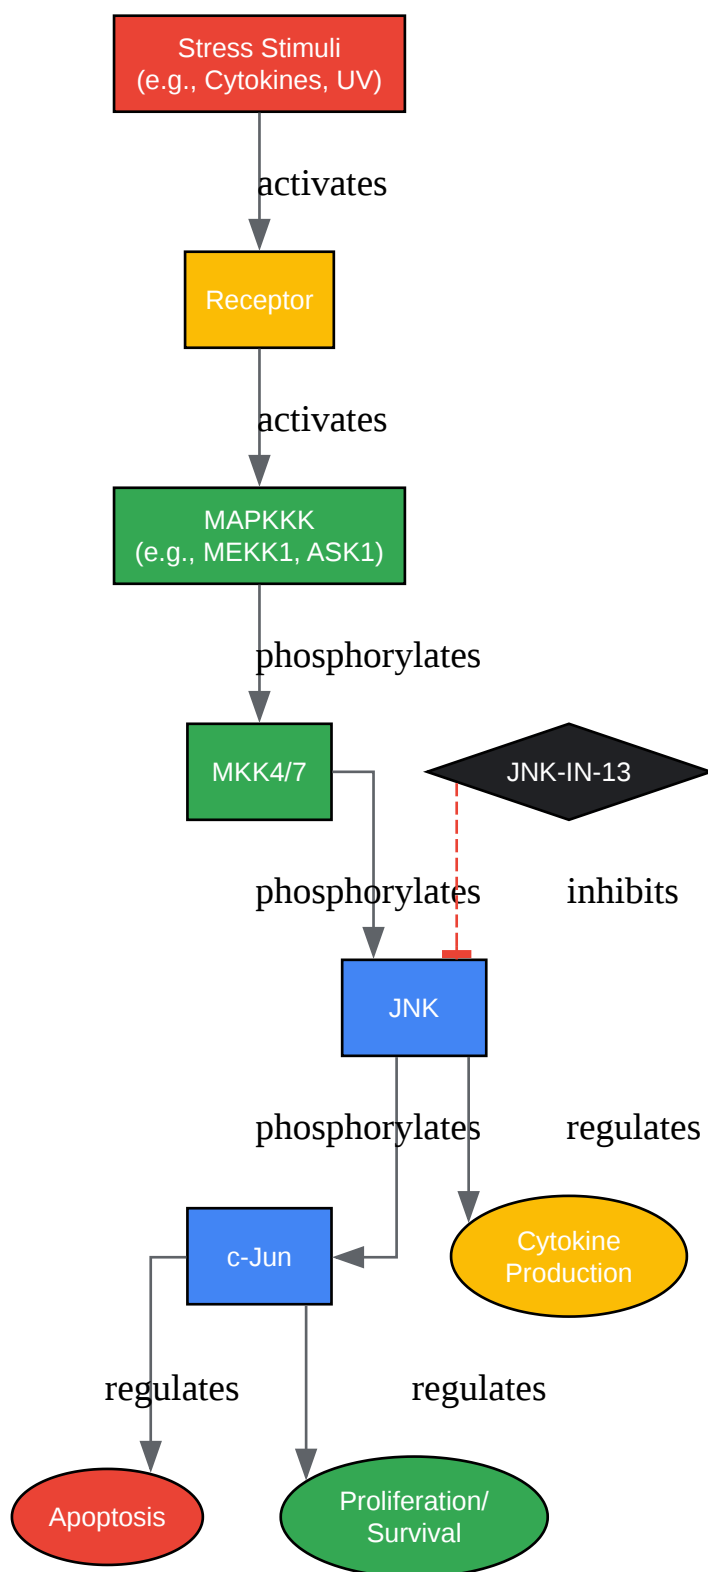 Stress Stimuli
(e.g., Cytokines, UV)
activates
Receptor
activates
MAPKKK
(e.g., MEKK1, ASK1)
phosphorylates
MKK4/7
JNK-IN-13
phosphorylates
inhibits
JNK
phosphorylates
regulates
c-Jun
Cytokine
Production
regulates
regulates
Apoptosis
Proliferation/
Survival